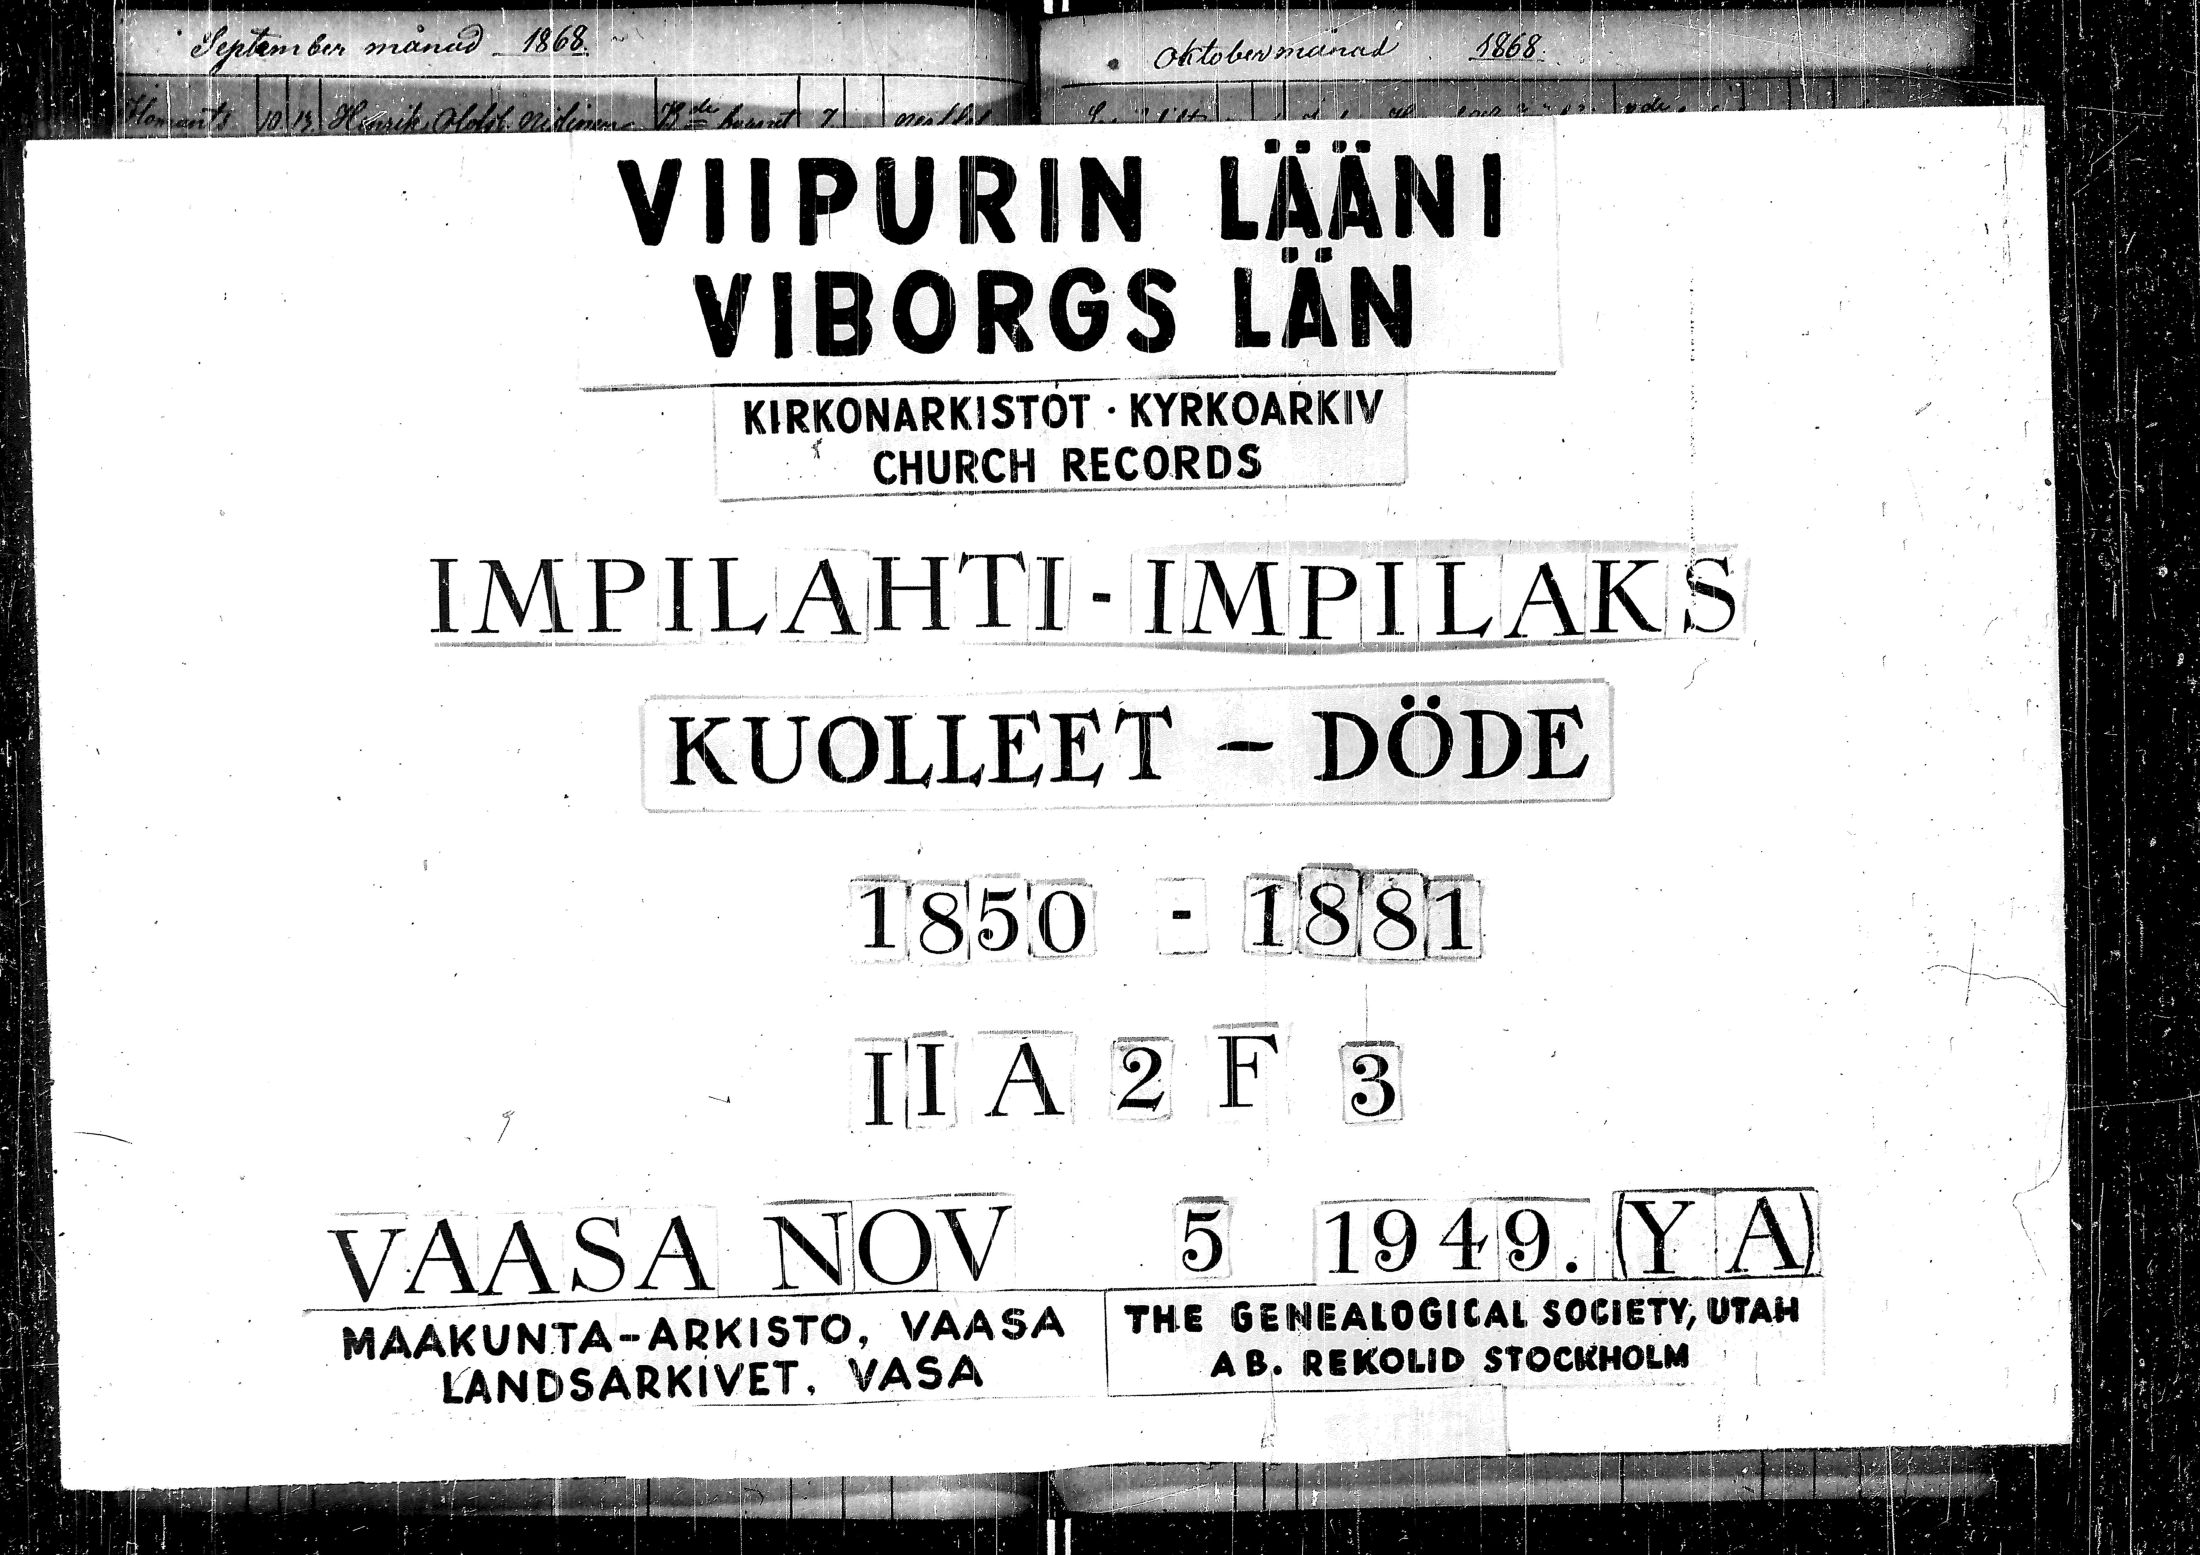 September månad 1868.
Oktober månad 1868.
Henrik
VIIPURIN LÄÄNI
VIBORGS LÄN
KIRKONARKISTOT · KYRKOARKIV
CHURCH RECORDS
IMPILAHTI - IMPILAKS
KUOLLEET – DÖDE
1850 - 1881
II A 2 F 3
VAASA NOV 5 1949. (YA)
MAAKUNTA-ARKISTO, VAASA
LANDSARKIVET, VASA
THE GENEALOGICAL SOCIETY, UTAH
AB. REKOLID STOCKHOLM